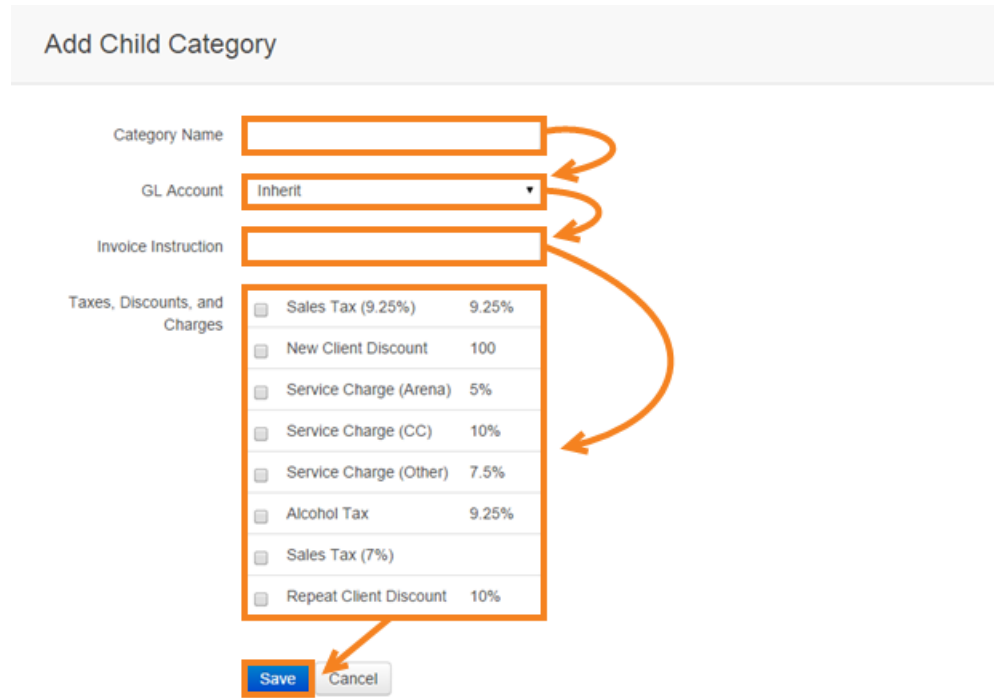 Add Child Category
Category Name
GL Account Inherit
Invoice Instruction
Taxes, Discounts, and
Charges
Sales Tax (9.25%) 9.25%
New Client Discount 100
Service Charge (Arena) 5%
Service Charge (CC) 10%
Service Charge (Other) 7.5%
Alcohol Tax 9.25%
Sales Tax (7%)
Repeat Client Discount 10%
Save Cancel